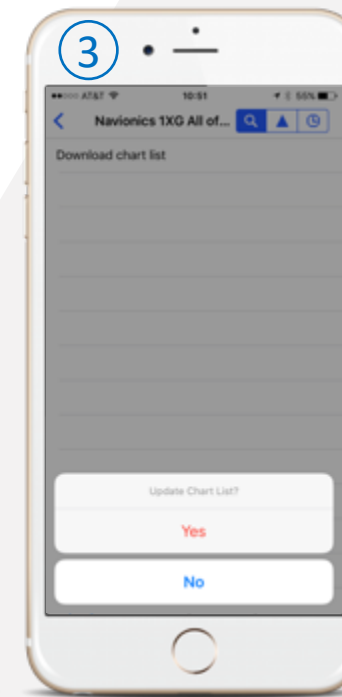 3
AT&T 10:51 55%
Navionics 1XG All of...
Download chart list
Update Chart List?
Yes
No